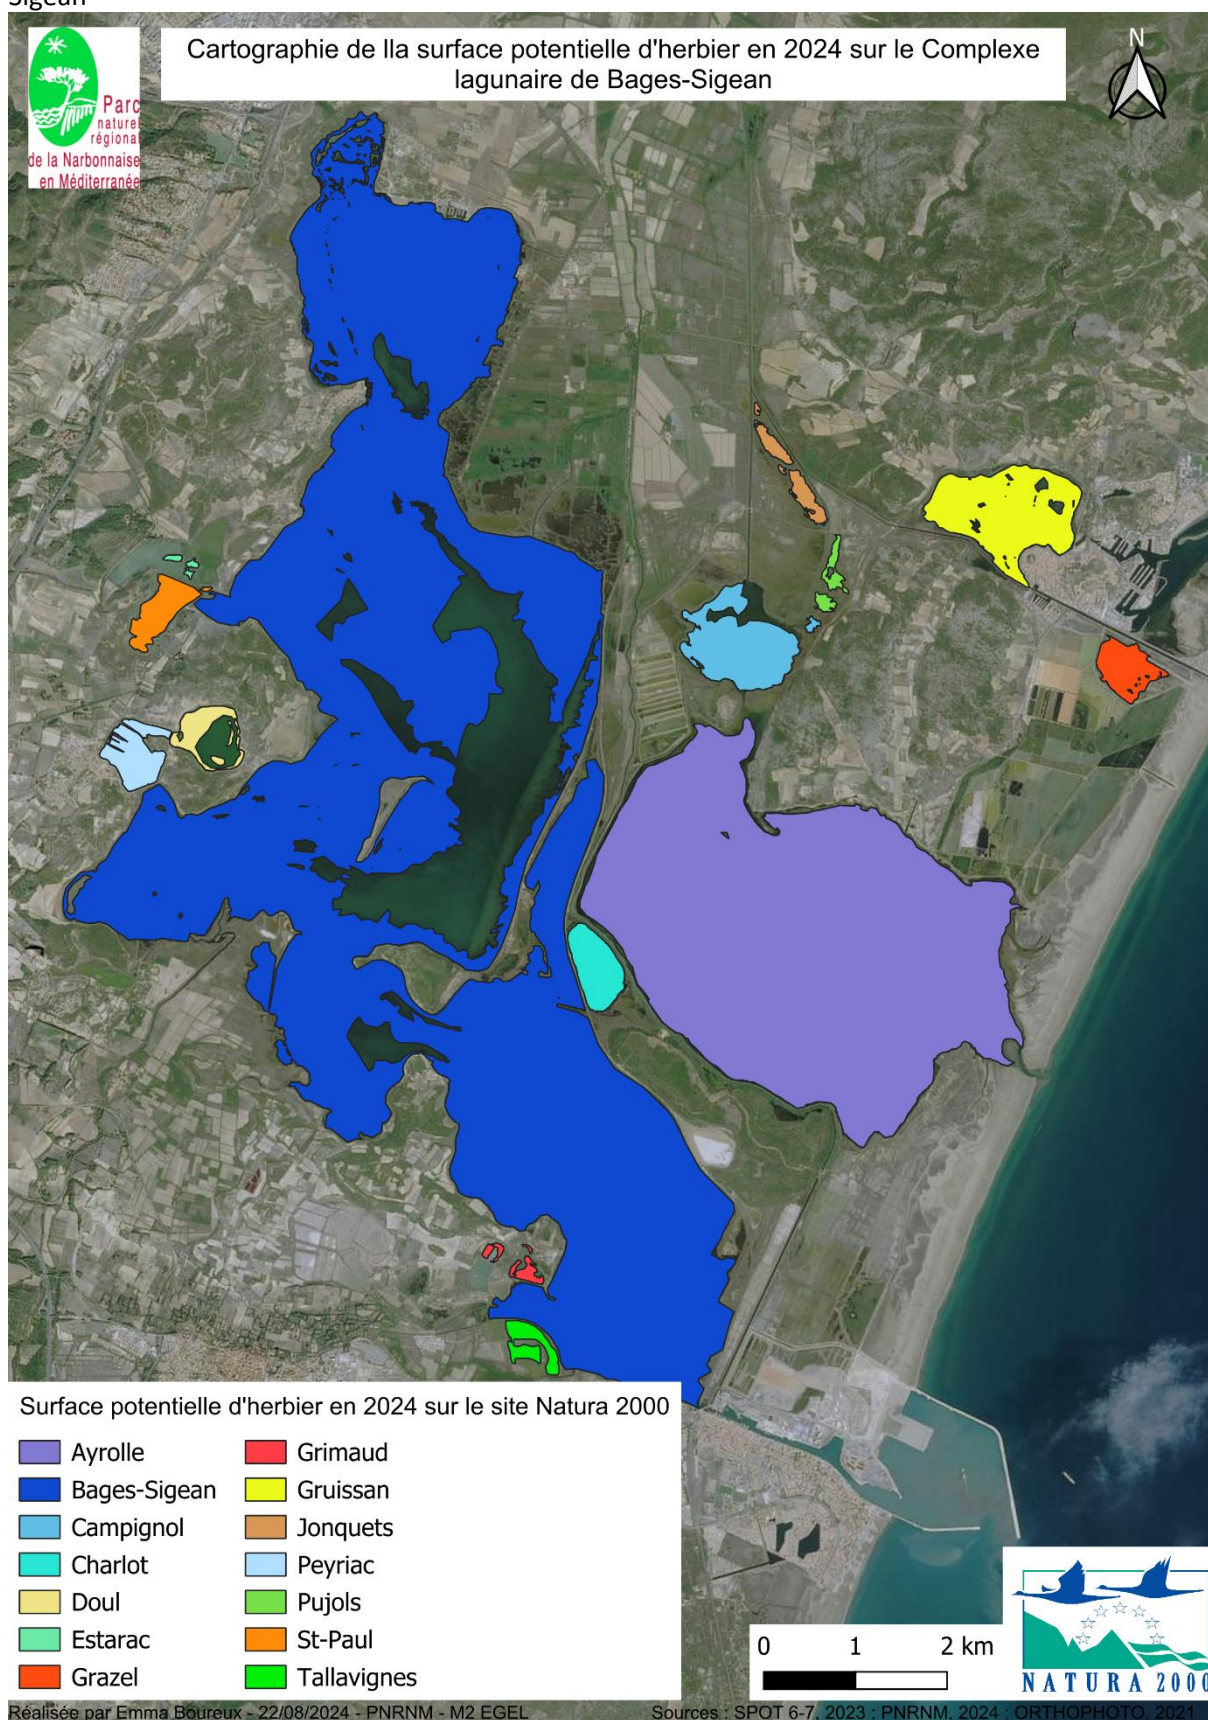 Sigean
Cartographie de lla surface potentielle d'herbier en 2024 sur le Complexe
lagunaire de Bages-Sigean
N
Parc
naturel
régional
de la Narbonnaise
en Méditerranée
Surface potentielle d'herbier en 2024 sur le site Natura 2000
Ayrolle
Bages-Sigean
Campignol
Charlot
Doul
Estarac
Grazel
Grimaud
Gruissan
Jonquets
Peyriac
Pujols
St-Paul
Tallavignes
0 1 2 km
NATURA 2000
Réalisée par Emma Boureux - 22/08/2024 - PNRNM - M2 EGEL
Sources : SPOT 6-7, 2023 ; PNRNM, 2024 ; ORTHOPHOTO, 2021